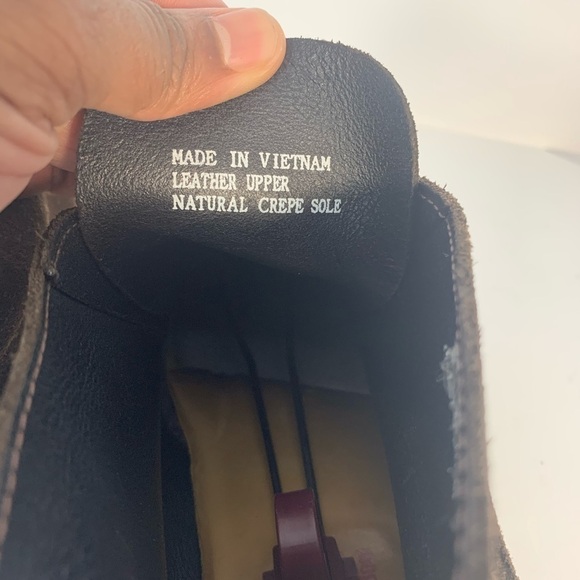 MADE IN VIETNAM
LEATHER UPPER
NATURAL CREPE SOLE